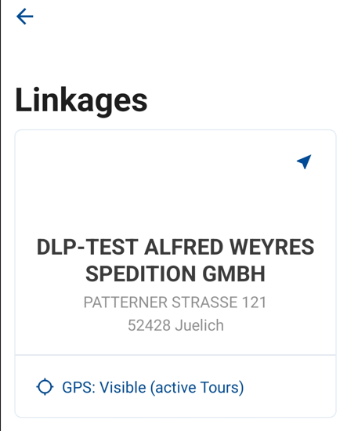 Linkages
DLP-TEST ALFRED WEYRES
SPEDITION GMBH
PATTERNER STRASSE 121
52428 Juelich
GPS: Visible (active Tours)